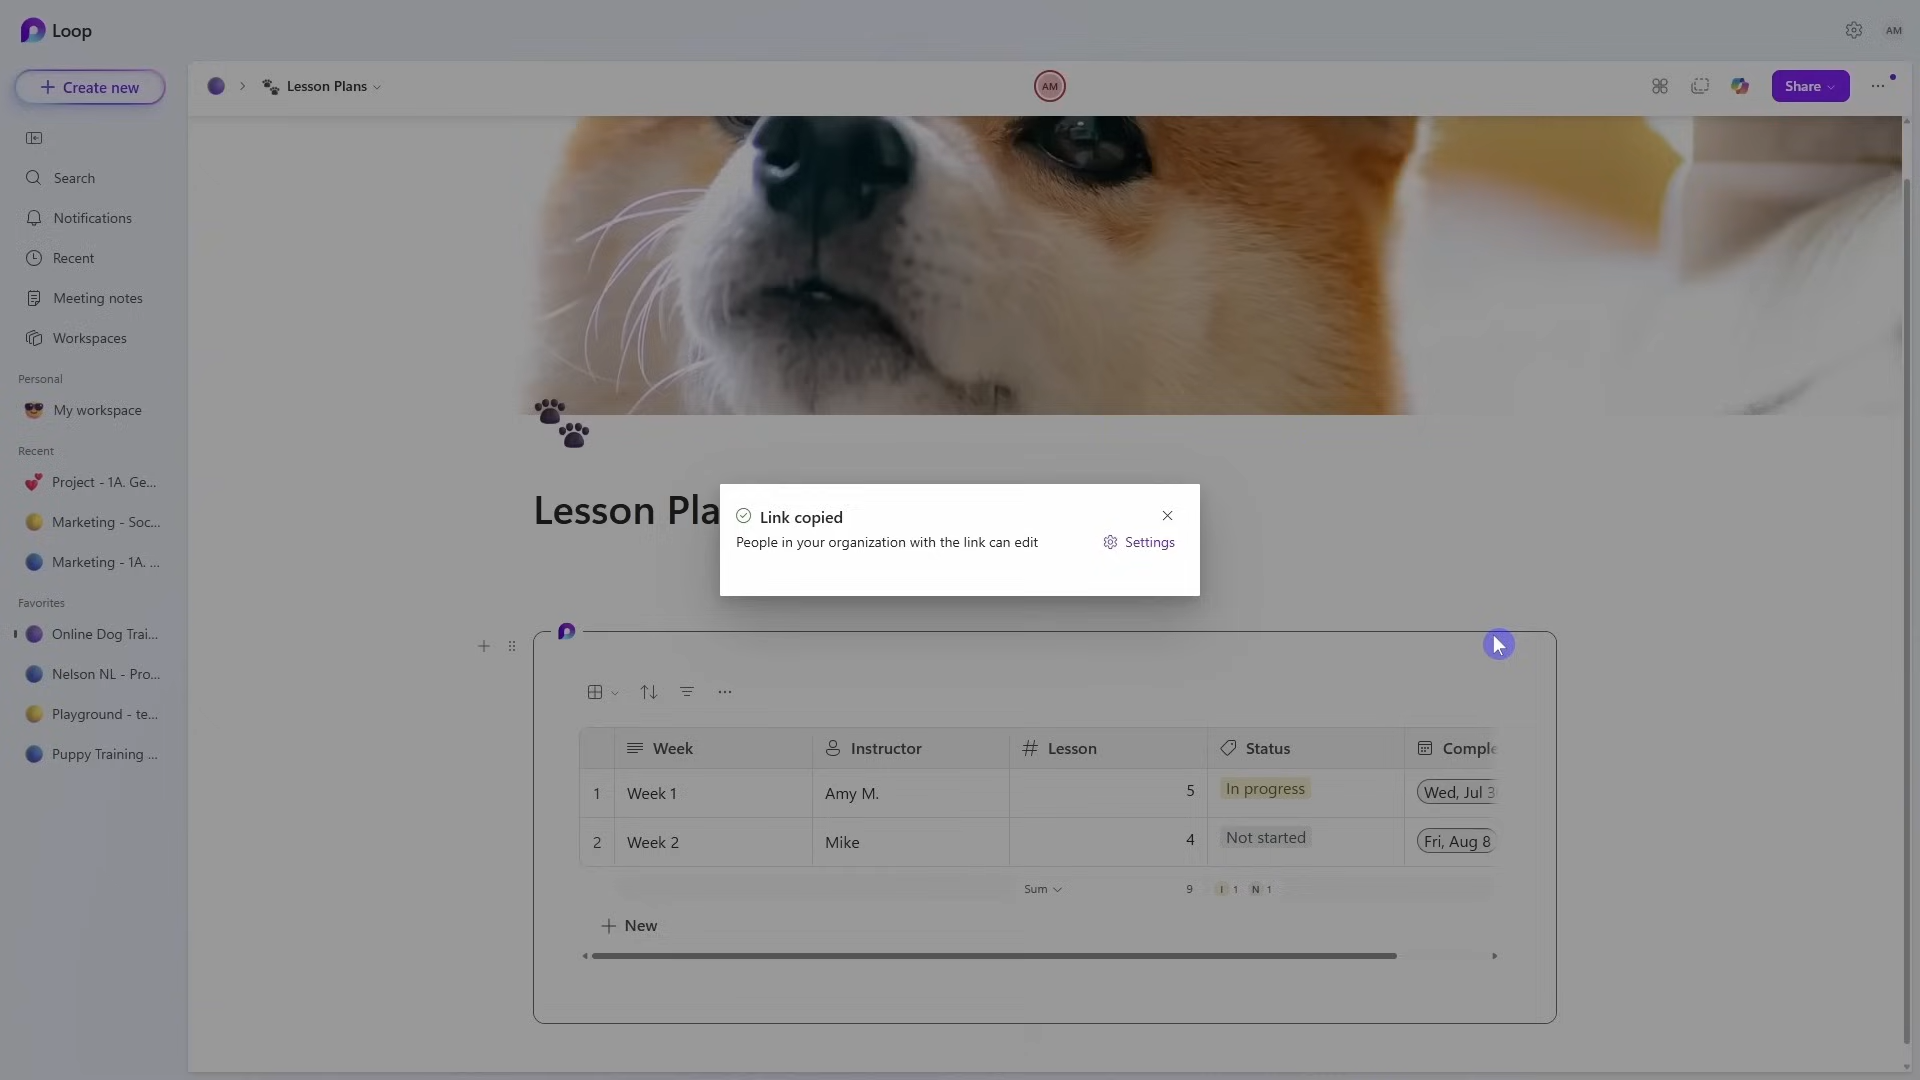 Loop
AM
Create new
Lesson Plans
AM
Share
Search
Notifications
Recent
Meeting notes
Workspaces
Personal
My workspace
Recent
Project - 1A. Ge...
Marketing - Soc...
Marketing - 1A. ...
Favorites
Online Dog Trai...
Nelson NL - Pro...
Playground - te...
Puppy Training ...
Lesson Pla
Link copied
People in your organization with the link can edit
Settings
Week Instructor # Lesson Status Comple
1 Week 1 Amy M. 5 In progress Wed, Jul 3
2 Week 2 Mike 4 Not started Fri, Aug 8
Sum 9 I 1 N 1
New